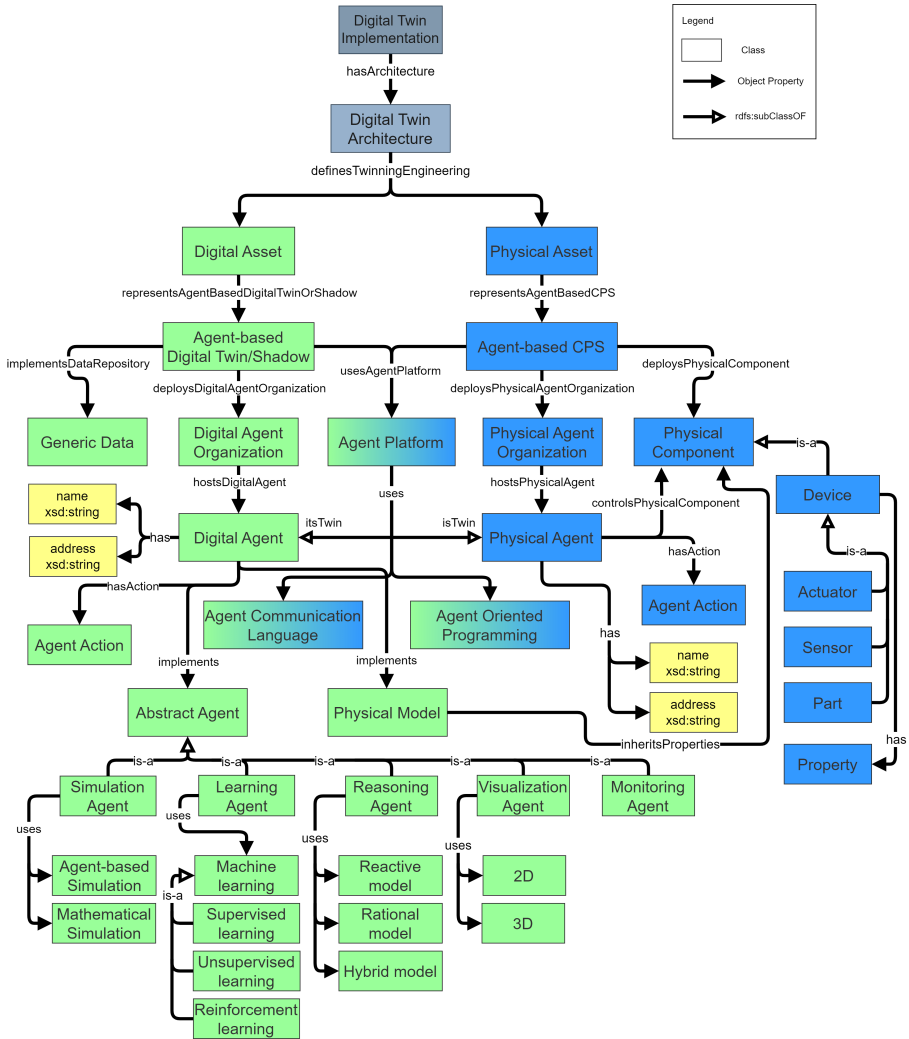 Digital Twin
Implementation
Legend
Class
Object Property
rdfs:subClassOF
hasArchitecture
Digital Twin
Architecture
definesTwinningEngineering
Digital Asset
Physical Asset
representsAgentBasedDigitalTwinOrShadow
representsAgentBasedCPS
Agent-based
Digital Twin/Shadow
Agent-based CPS
implementsDataRepository
usesAgentPlatform
deploysPhysicalComponent
deploysDigitalAgentOrganization
deploysPhysicalAgentOrganization
Generic Data
Digital Agent
Organization
Agent Platform
Physical Agent
Organization
Physical
Component
is-a
Device
hostsDigitalAgent
uses
hostsPhysicalAgent
controlsPhysicalComponent
name
xsd:string
address
xsd:string
has
Digital Agent
itsTwin
isTwin
Physical Agent
hasAction
is-a
hasAction
Agent Action
Agent Communication
Language
Agent Oriented
Programming
Agent Action
Actuator
has
Sensor
name
xsd:string
implements
implements
Abstract Agent
Physical Model
address
xsd:string
Part
inheritsProperties
has
Property
is-a
is-a
is-a
is-a
is-a
Simulation
Agent
Learning
Agent
Reasoning
Agent
Visualization
Agent
Monitoring
Agent
uses
uses
uses
uses
Agent-based
Simulation
Machine
learning
Reactive
model
2D
is-a
Mathematical
Simulation
Supervised
learning
Rational
model
3D
Unsupervised
learning
Hybrid model
Reinforcement
learning